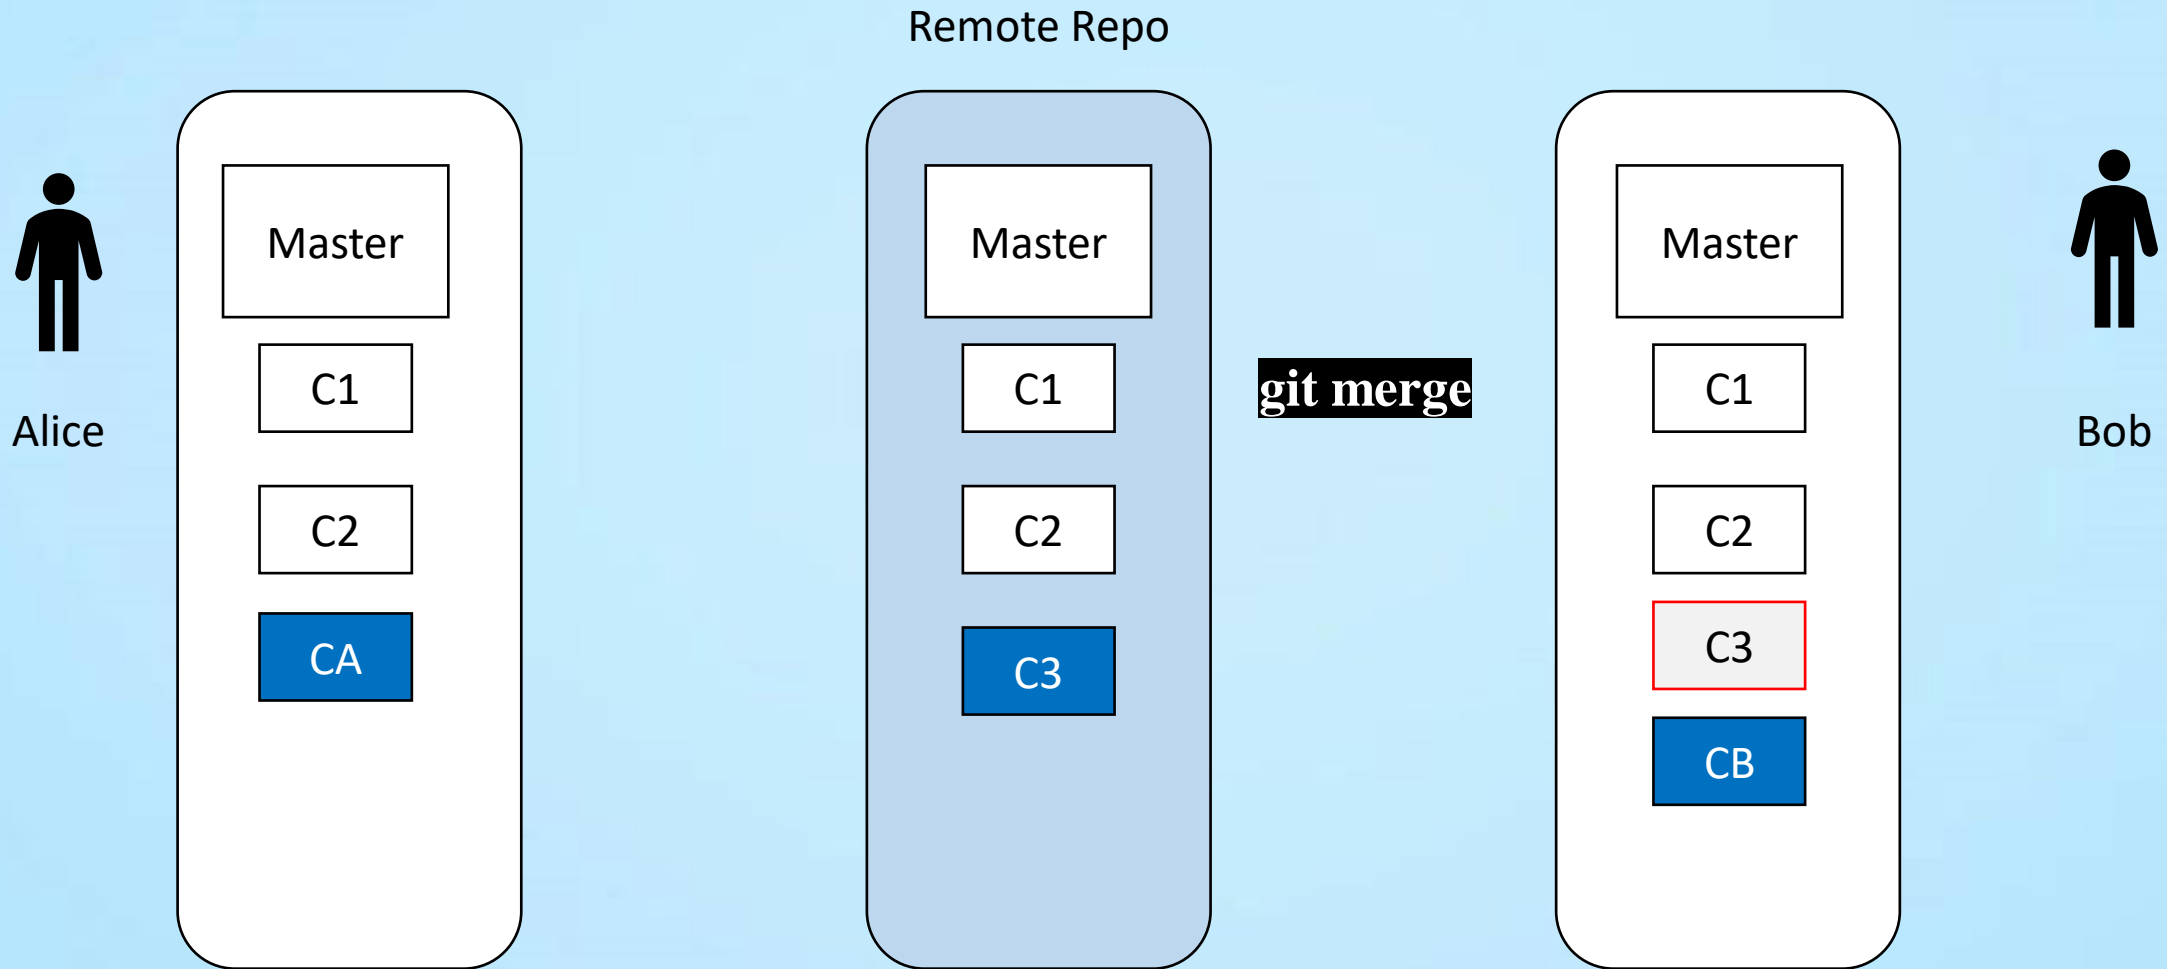 Remote Repo
Alice
Master
C1
C2
CA
Master
C1
C2
C3
git merge
Master
C1
C2
C3
CB
Bob